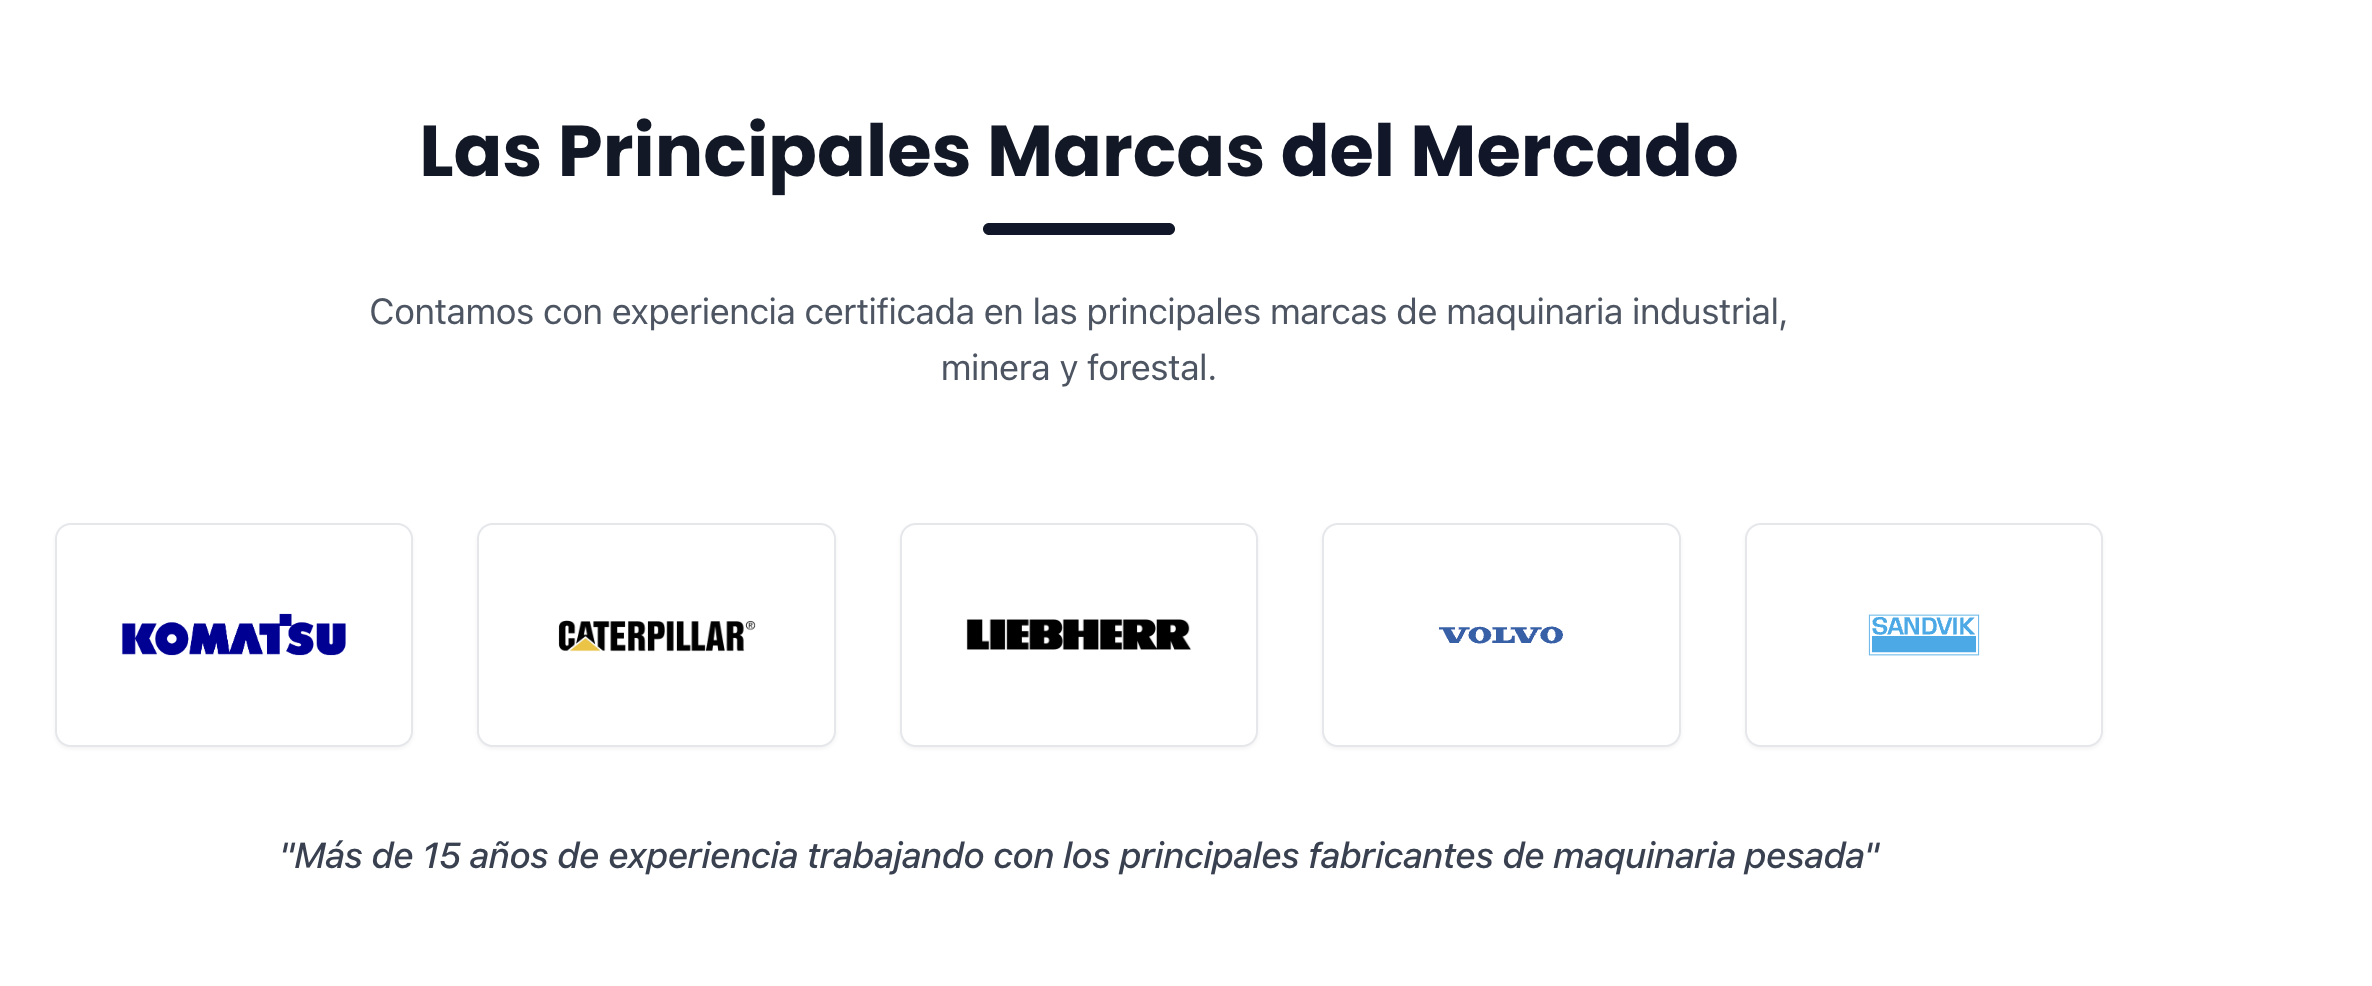 Las Principales Marcas del Mercado
Contamos con experiencia certificada en las principales marcas de maquinaria industrial,
minera y forestal.
KOMATSU
CATERPILLAR®
LIEBHERR
VOLVO
SANDVIK
"Más de 15 años de experiencia trabajando con los principales fabricantes de maquinaria pesada"